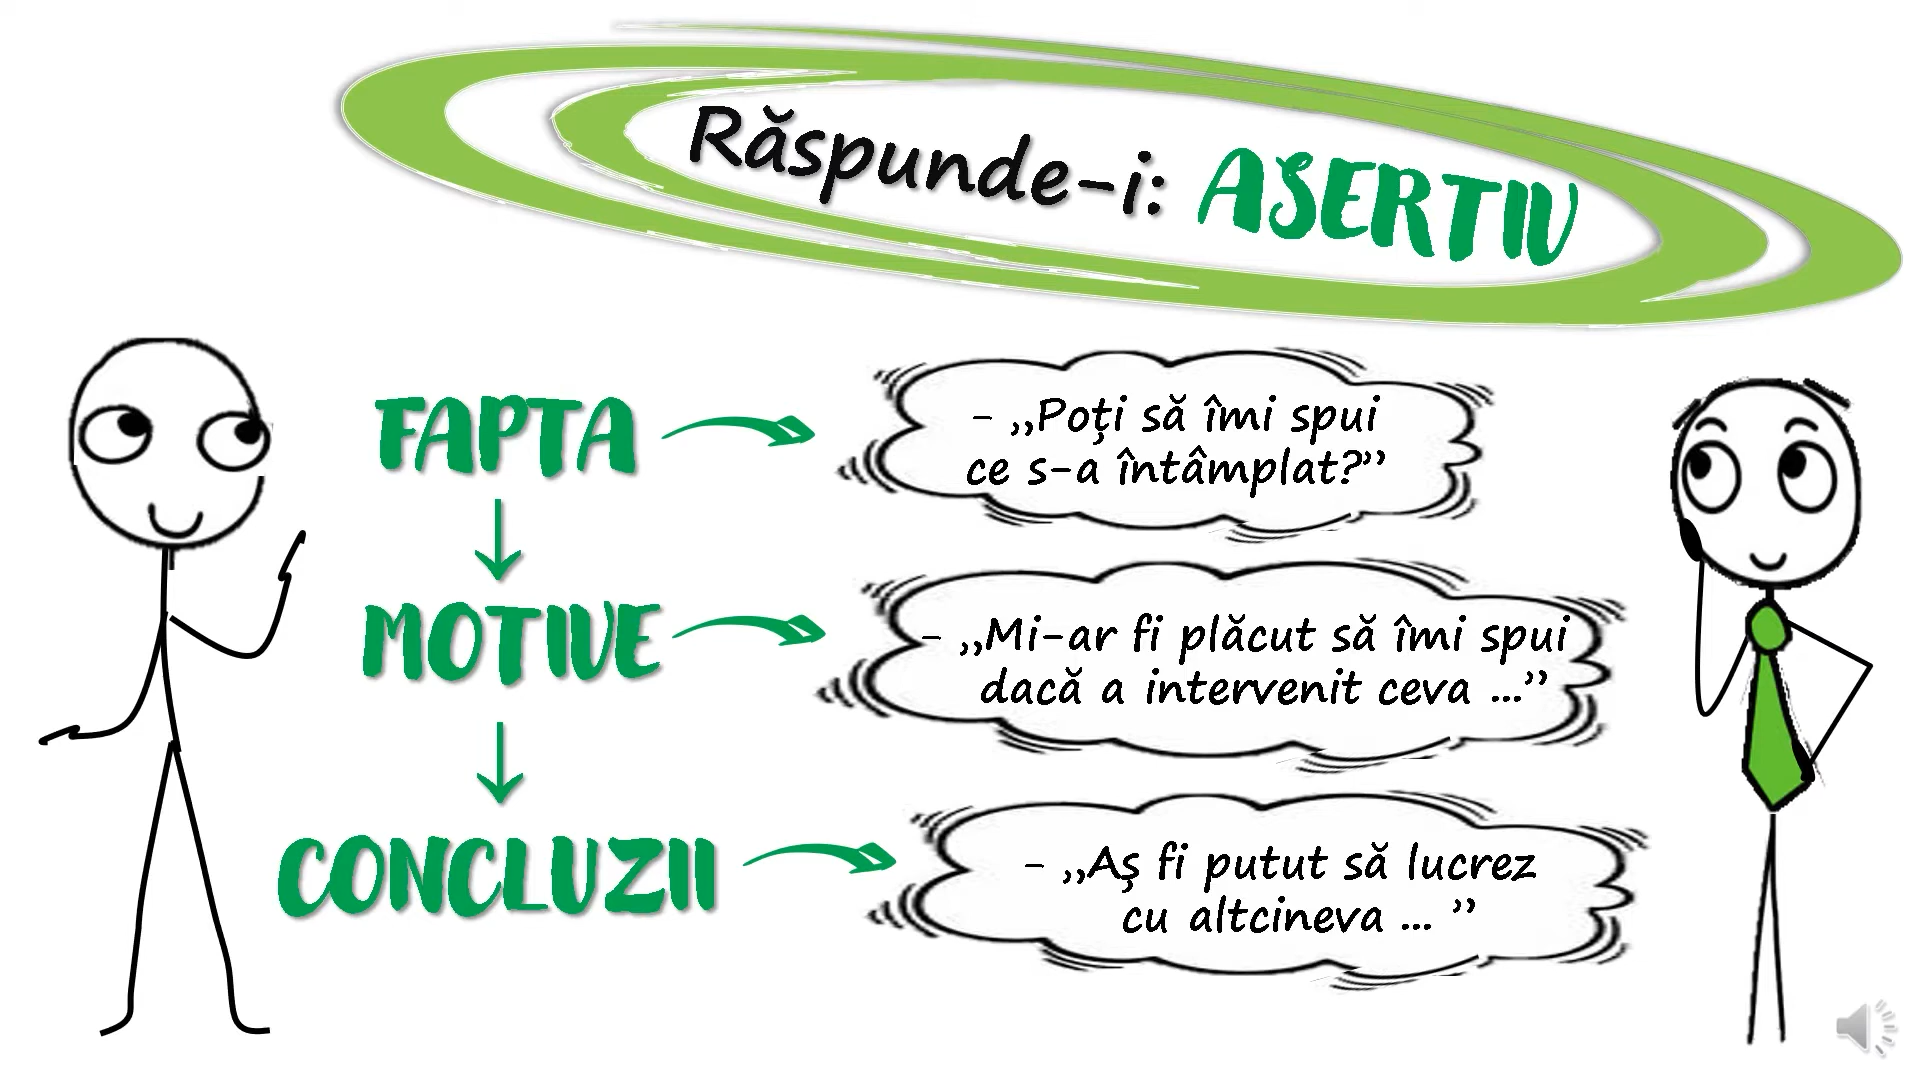 Răspunde-i: ASERTIV
FAPTA
- „Poți să îmi spui
ce s-a întâmplat?”
MOTIVE
- „Mi-ar fi plăcut să îmi spui
dacă a intervenit ceva ...”
CONCLUZII
- „Aș fi putut să lucrez
cu altcineva ... ”